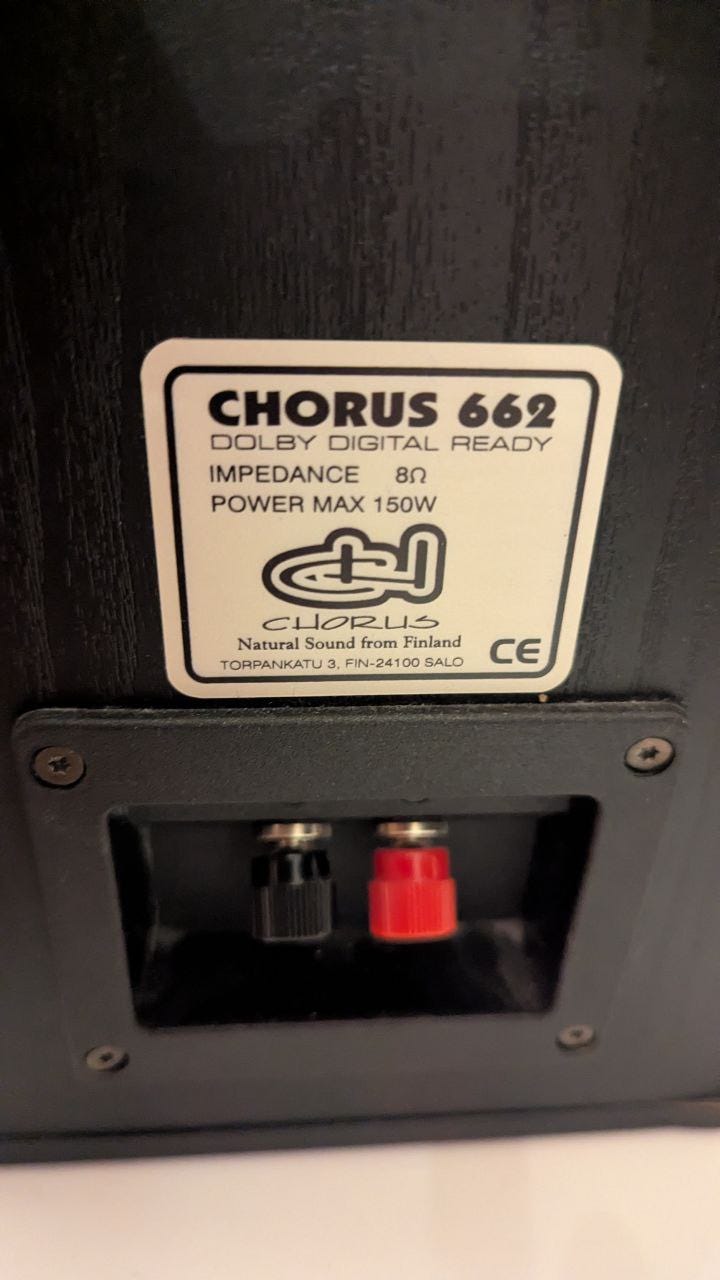 CHORUS 662
DOLBY DIGITAL READY
IMPEDANCE 8Ω
POWER MAX 150W
CH
CHORUS
Natural Sound from Finland
TORPANKATU 3, FIN-24100 SALO CE